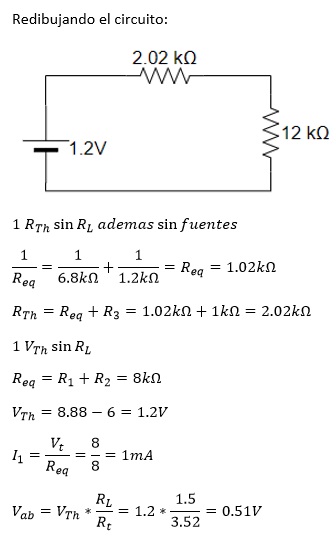 Redibujando el circuito:
2.02 kΩ
12 kΩ
1.2V
1 R_Th sin R_L ademas sin fuentes
1/R_eq = 1/6.8kΩ + 1/1.2kΩ = R_eq = 1.02kΩ
R_Th = R_eq + R_3 = 1.02kΩ + 1kΩ = 2.02kΩ
1 V_Th sin R_L
R_eq = R_1 + R_2 = 8kΩ
V_Th = 8.88 − 6 = 1.2V
I_1 = V_t/R_eq = 8/8 = 1mA
V_ab = V_Th * R_L/R_t = 1.2 * 1.5/3.52 = 0.51V